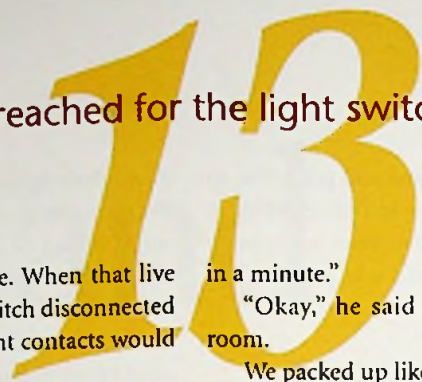 13
reached for the light switc
e. When that live
itch disconnected
nt contacts would
in a minute."
"Okay," he said
room.
We packed up like